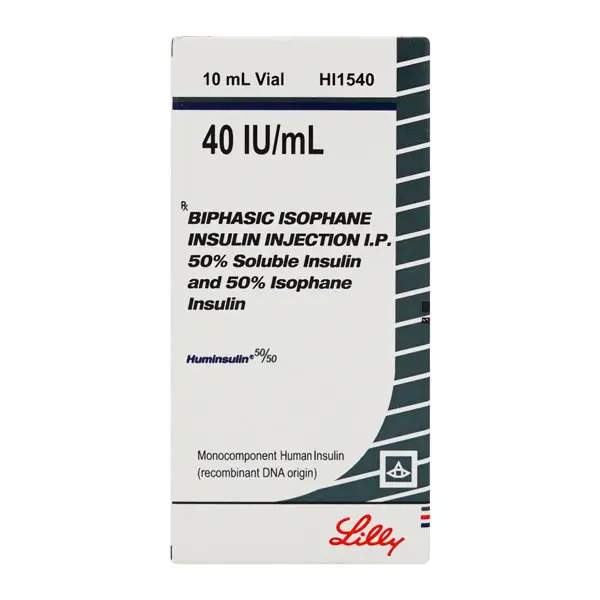 10 mL Vial HI1540
40 IU/mL
℞
BIPHASIC ISOPHANE
INSULIN INJECTION I.P.
50% Soluble Insulin
and 50% Isophane
Insulin
Huminsulin® 50/50
Monocomponent Human Insulin
(recombinant DNA origin)
Lilly